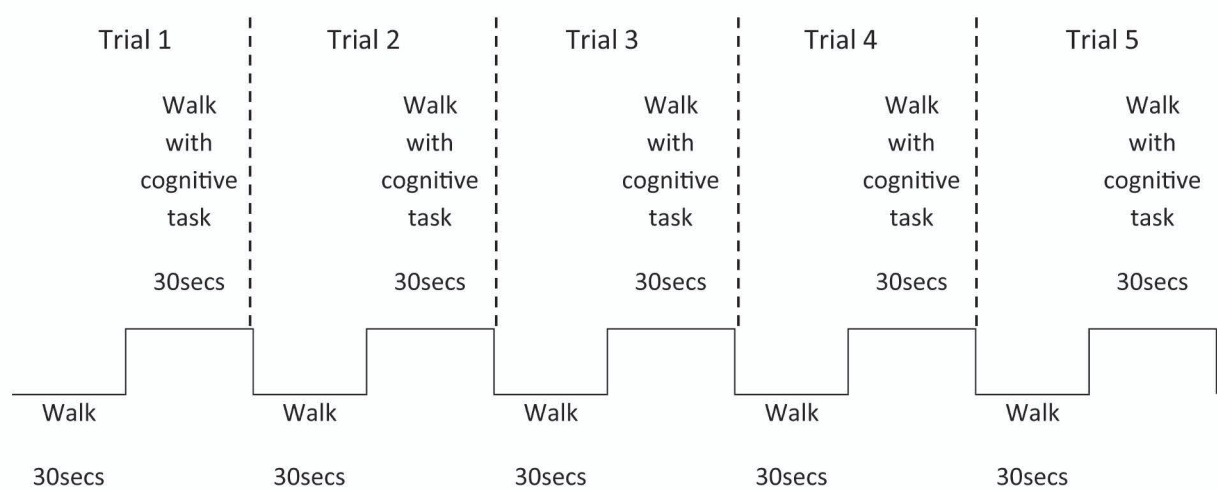 Trial 1 Trial 2 Trial 3 Trial 4 Trial 5
Walk Walk Walk Walk Walk
with with with with with
cognitive cognitive cognitive cognitive cognitive
task task task task task
30secs 30secs 30secs 30secs 30secs
Walk Walk Walk Walk Walk
30secs 30secs 30secs 30secs 30secs